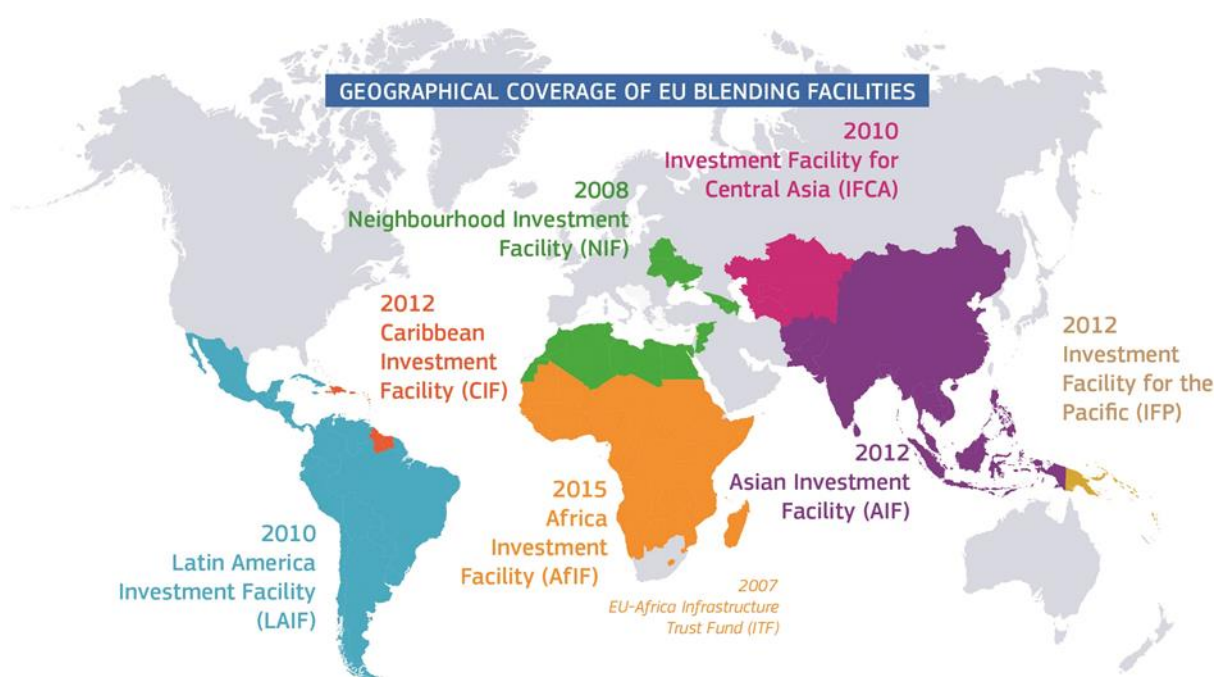 GEOGRAPHICAL COVERAGE OF EU BLENDING FACILITIES
2010
Investment Facility for
Central Asia (IFCA)
2008
Neighbourhood Investment
Facility (NIF)
2012
Caribbean
Investment
Facility (CIF)
2012
Investment
Facility for the
Pacific (IFP)
2012
Asian Investment
Facility (AIF)
2015
Africa
Investment
Facility (AfIF)
2010
Latin America
Investment Facility
(LAIF)
2007
EU-Africa Infrastructure
Trust Fund (ITF)